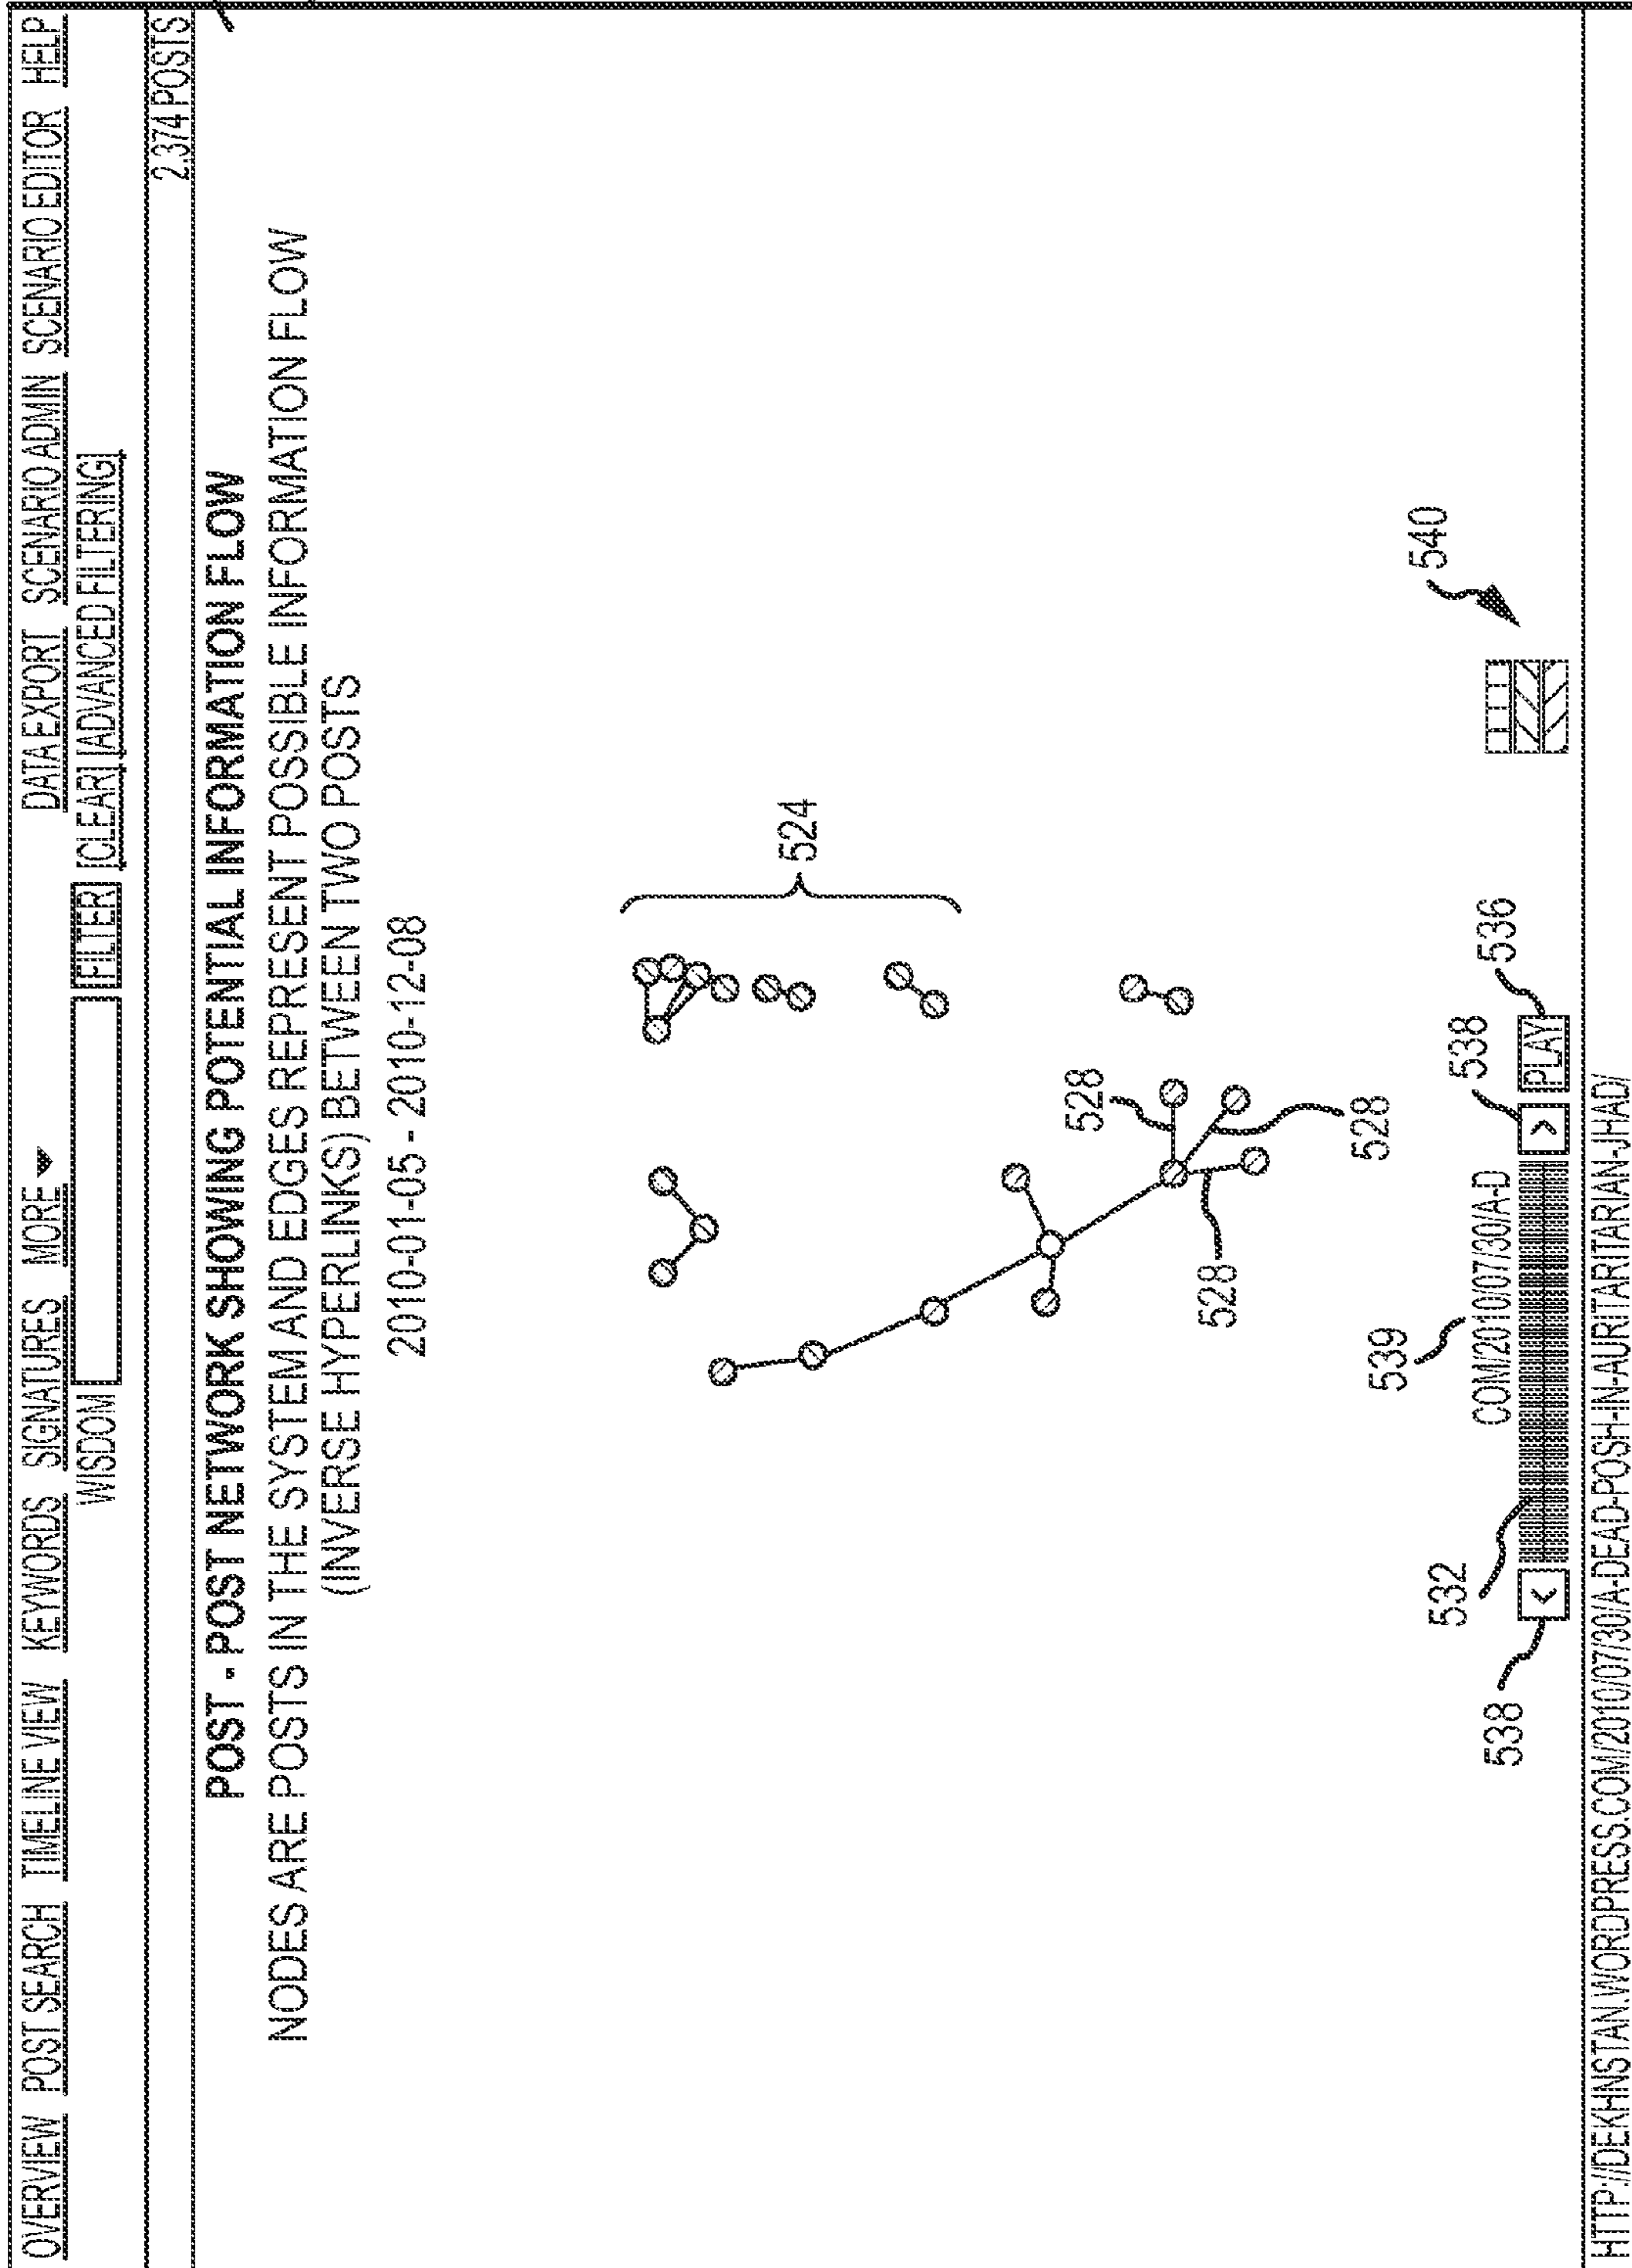 OVERVIEW POST SEARCH TIMELINE VIEW KEYWORDS SIGNATURES MORE DATA EXPORT SCENARIO ADMIN SCENARIO EDITOR HELP
WISDOM FILTER [CLEAR] [ADVANCED FILTERING]
2.374 POSTS
POST - POST NETWORK SHOWING POTENTIAL INFORMATION FLOW
NODES ARE POSTS IN THE SYSTEM AND EDGES REPRESENT POSSIBLE INFORMATION FLOW
(INVERSE HYPERLINKS) BETWEEN TWO POSTS
2010-01-05 - 2010-12-08
524
528
528
528
539
540
COM/2010/07/30/A-D
532
538
536
538
< > PLAY
HTTP://DEKHNSTAN.WORDPRESS.COM/2010/07/30/A-DEAD-POSH-IN-AURITARITARIAN-JHAD/